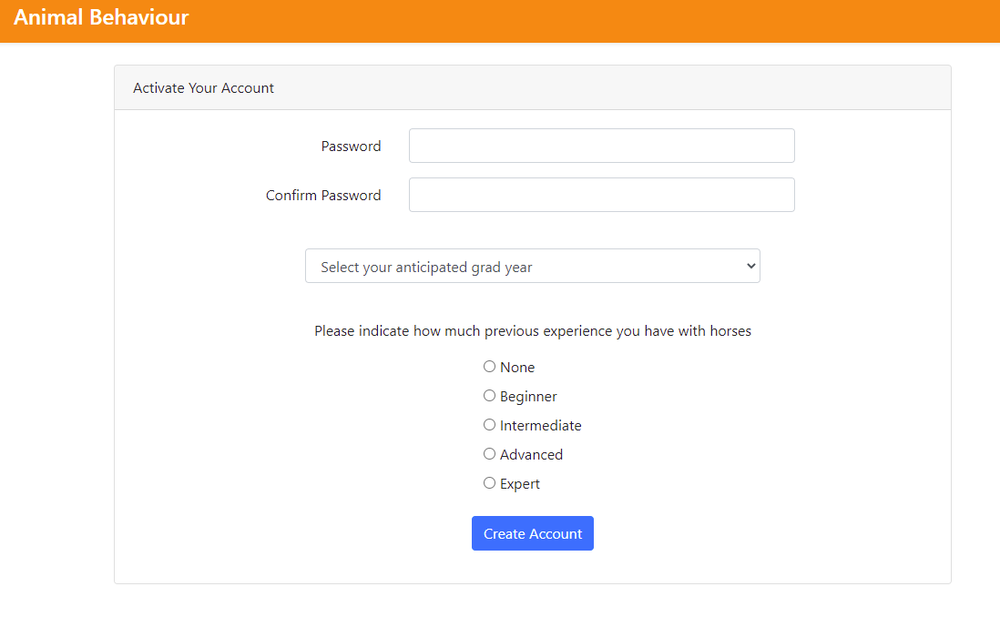 Animal Behaviour
Activate Your Account
Password
Confirm Password
Select your anticipated grad year
Please indicate how much previous experience you have with horses
None
Beginner
Intermediate
Advanced
Expert
Create Account